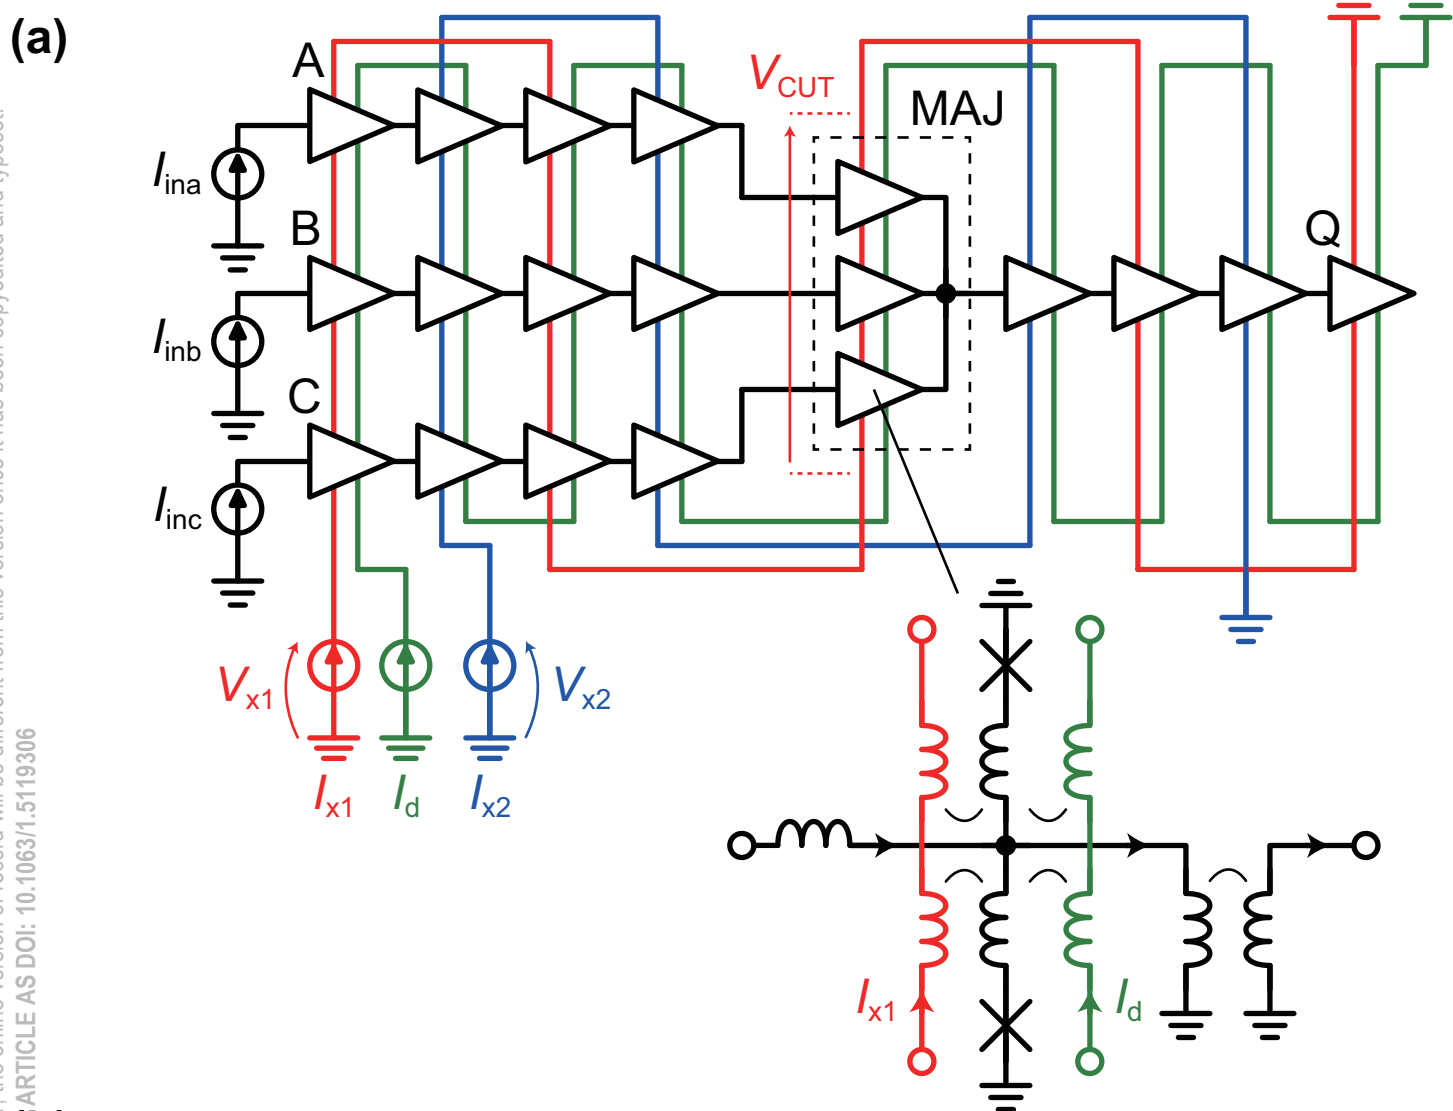 (a)
A
V_CUT
MAJ
I_ina
B
Q
I_inb
C
I_inc
V_x1
V_x2
I_x1
I_d
I_x2
I_x1
I_d
ARTICLE AS DOI: 10.1063/1.5119306